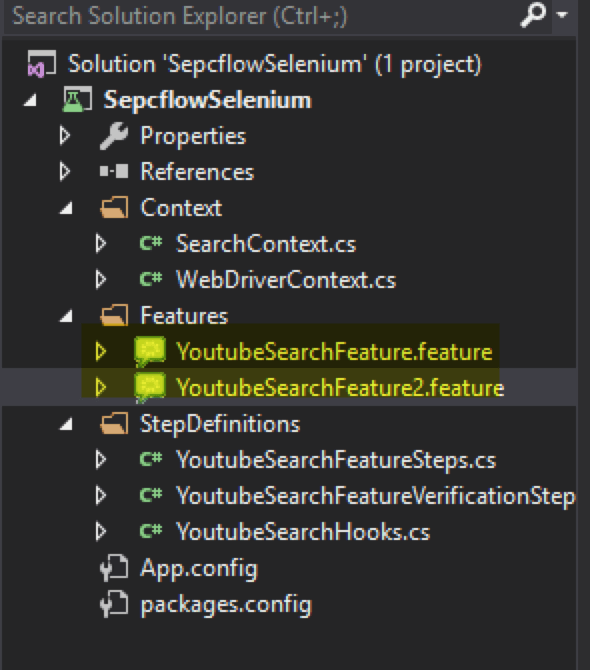 Search Solution Explorer (Ctrl+;)
Solution 'SepcflowSelenium' (1 project)
SepcflowSelenium
Properties
References
Context
C# SearchContext.cs
C# WebDriverContext.cs
Features
YoutubeSearchFeature.feature
YoutubeSearchFeature2.feature
StepDefinitions
C# YoutubeSearchFeatureSteps.cs
C# YoutubeSearchFeatureVerificationStep
C# YoutubeSearchHooks.cs
App.config
packages.config